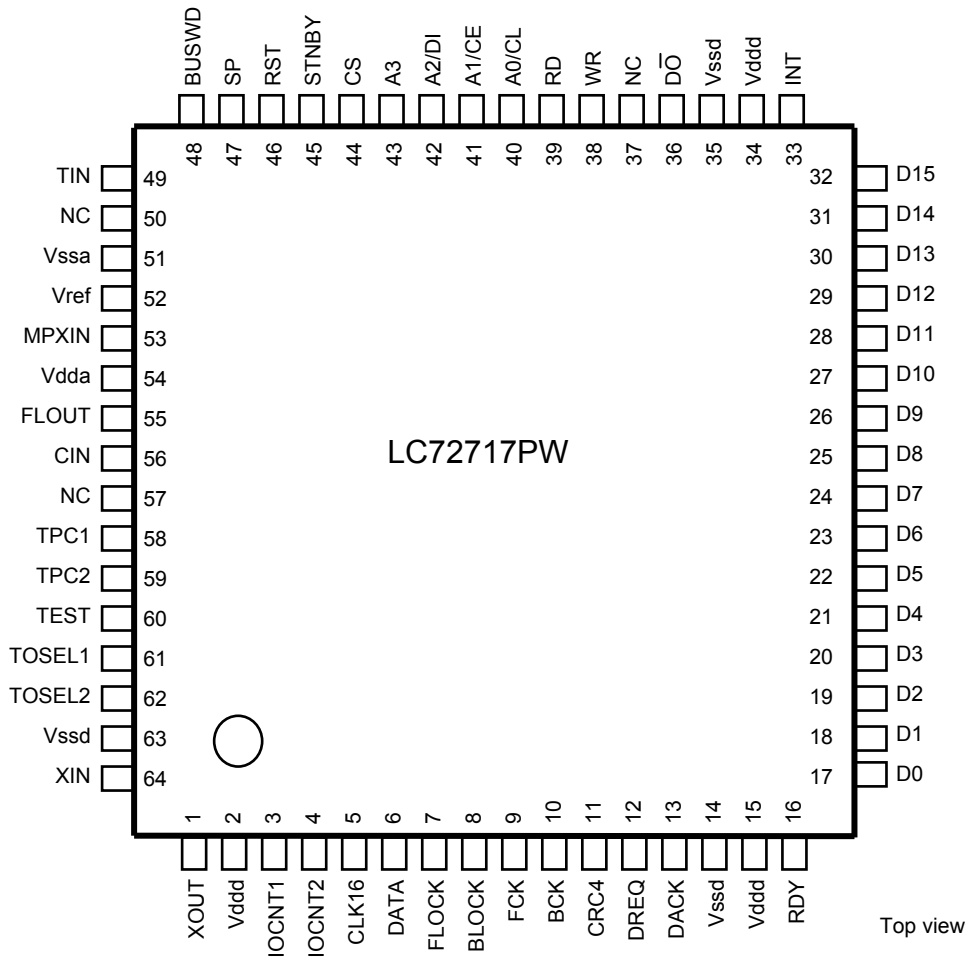 BUSWD SP RST STNBY CS A3 A2/DI A1/CE A0/CL RD WR NC D̅O Vssd Vddd INT
48 47 46 45 44 43 42 41 40 39 38 37 36 35 34 33
TIN 49 32 D15
NC 50 31 D14
Vssa 51 30 D13
Vref 52 29 D12
MPXIN 53 28 D11
Vdda 54 27 D10
FLOUT 55 26 D9
CIN 56 25 D8
LC72717PW
NC 57 24 D7
TPC1 58 23 D6
TPC2 59 22 D5
TEST 60 21 D4
TOSEL1 61 20 D3
TOSEL2 62 19 D2
Vssd 63 18 D1
XIN 64 17 D0
1 2 3 4 5 6 7 8 9 10 11 12 13 14 15 16
XOUT Vddd IOCNT1 IOCNT2 CLK16 DATA FLOCK BLOCK FCK BCK CRC4 DREQ DACK Vssd Vddd RDY
Top view